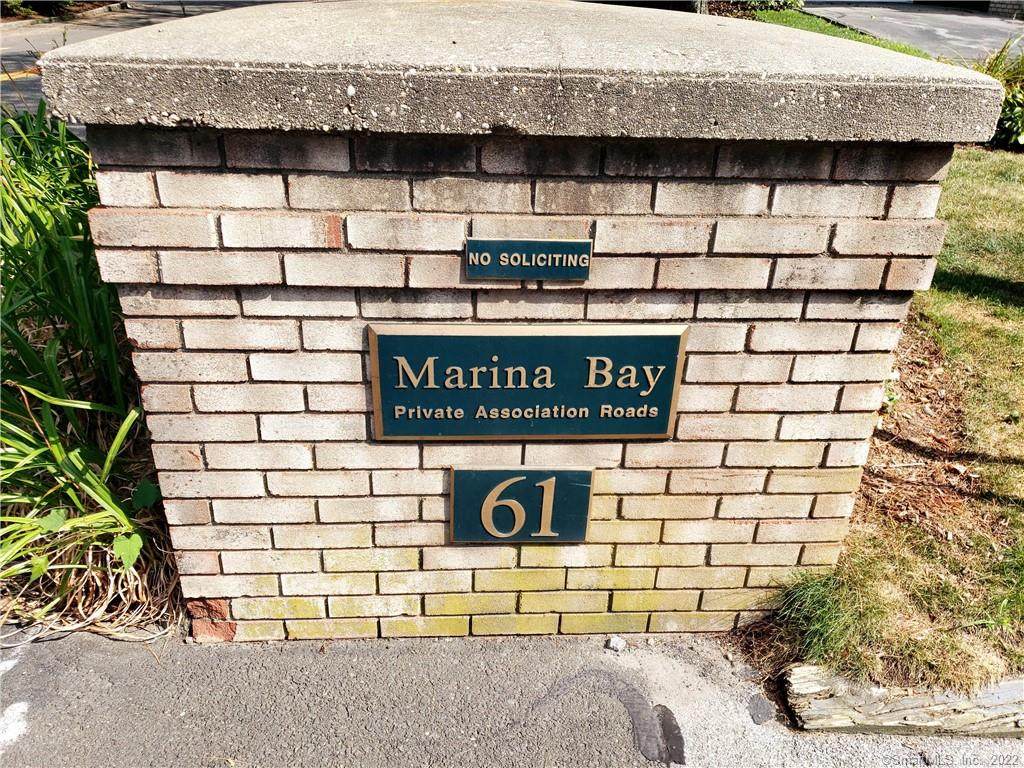 NO SOLICITING
Marina Bay
Private Association Roads
61
©SmartMLS, Inc. 2022